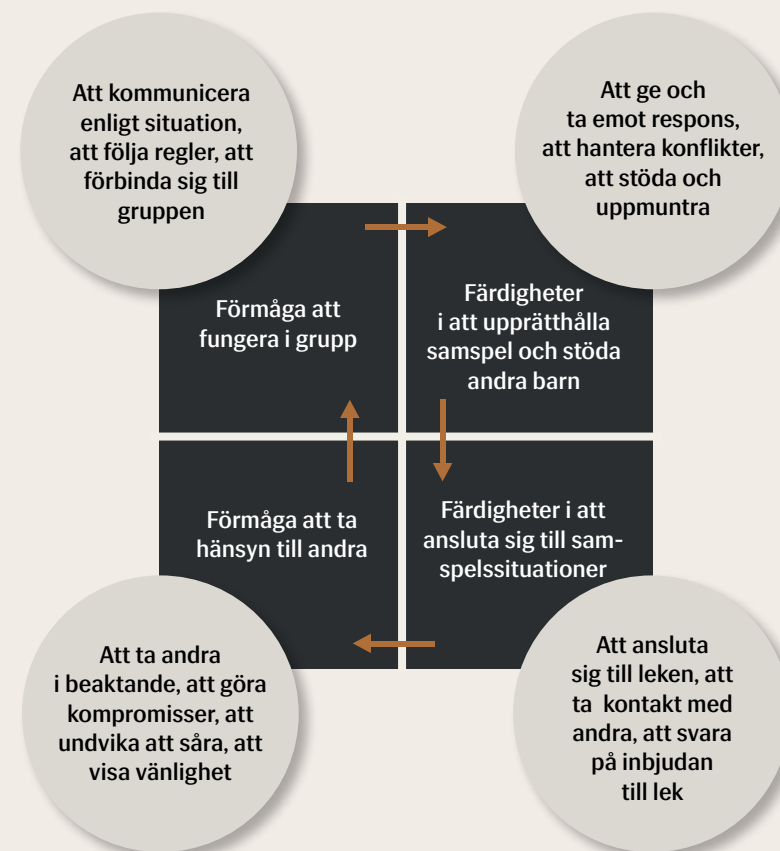 Att kommunicera
enligt situation,
att följa regler, att
förbinda sig till
gruppen
Att ge och
ta emot respons,
att hantera konflikter,
att stöda och
uppmuntra
Förmåga att
fungera i grupp
Färdigheter
i att upprätthålla
samspel och stöda
andra barn
Förmåga att ta
hänsyn till andra
Färdigheter i att
ansluta sig till sam-
spelssituationer
Att ta andra
i beaktande, att göra
kompromisser, att
undvika att såra, att
visa vänlighet
Att ansluta
sig till leken, att
ta kontakt med
andra, att svara
på inbjudan
till lek